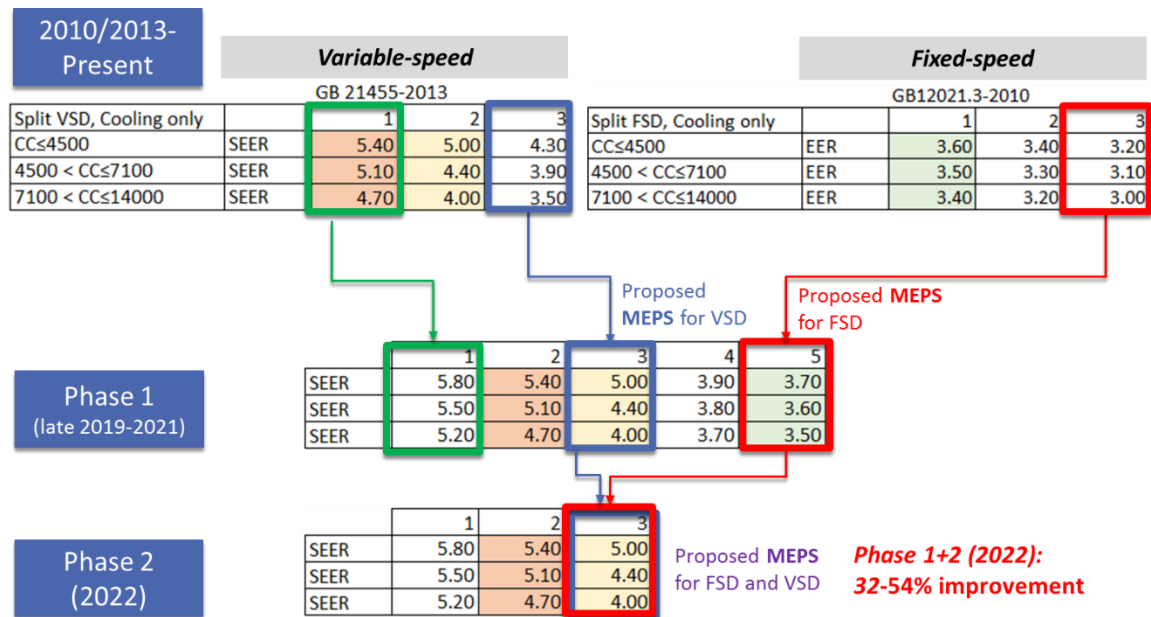 2010/2013-
Present
Variable-speed
Fixed-speed
GB 21455-2013
Split VSD, Cooling only 1 2 3
CC≤4500 SEER 5.40 5.00 4.30
4500 < CC≤7100 SEER 5.10 4.40 3.90
7100 < CC≤14000 SEER 4.70 4.00 3.50
GB12021.3-2010
Split FSD, Cooling only 1 2 3
CC≤4500 EER 3.60 3.40 3.20
4500 < CC≤7100 EER 3.50 3.30 3.10
7100 < CC≤14000 EER 3.40 3.20 3.00
Proposed
MEPS for VSD
Proposed MEPS
for FSD
Phase 1
(late 2019-2021)
1 2 3 4 5
SEER 5.80 5.40 5.00 3.90 3.70
SEER 5.50 5.10 4.40 3.80 3.60
SEER 5.20 4.70 4.00 3.70 3.50
Phase 2
(2022)
1 2 3
SEER 5.80 5.40 5.00
SEER 5.50 5.10 4.40
SEER 5.20 4.70 4.00
Proposed MEPS
for FSD and VSD
Phase 1+2 (2022):
32-54% improvement